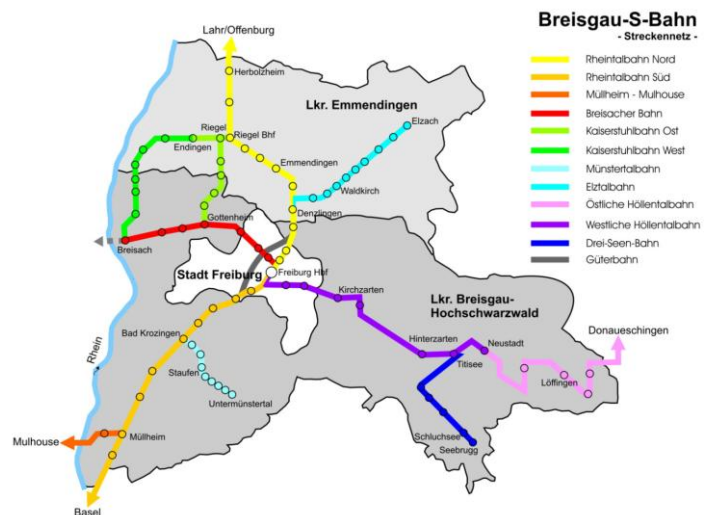 Breisgau-S-Bahn
- Streckennetz -
Rheintalbahn Nord
Rheintalbahn Süd
Müllheim - Mulhouse
Breisacher Bahn
Kaiserstuhlbahn Ost
Kaiserstuhlbahn West
Münstertalbahn
Elztalbahn
Östliche Höllentalbahn
Westliche Höllentalbahn
Drei-Seen-Bahn
Güterbahn
Lahr/Offenburg
Herbolzheim
Lkr. Emmendingen
Elzach
Riegel
Riegel Bhf
Endingen
Emmendingen
Waldkirch
Denzlingen
Gottenheim
Breisach
Stadt Freiburg
Freiburg Hbf
Kirchzarten
Lkr. Breisgau-
Hochschwarzwald
Donaueschingen
Bad Krozingen
Hinterzarten
Neustadt
Titisee
Rhein
Staufen
Löffingen
Untermünstertal
Schluchsee
Seebrugg
Mulhouse
Müllheim
Basel